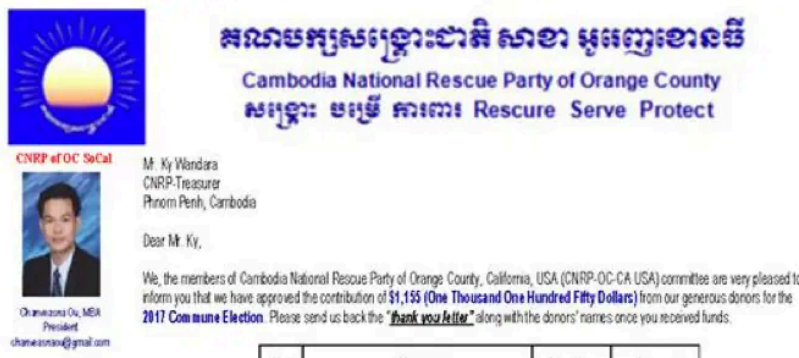 គណបក្សសង្គ្រោះជាតិ សាខា អូរេញខោនធី
Cambodia National Rescue Party of Orange County
សង្គ្រោះ បម្រើ ការពារ Rescure Serve Protect
CNRP of OC SoCal
President
Mr. Ky Wandara
CNRP-Treasurer
Phnom Penh, Cambodia
Dear Mr. Ky,
We, the members of Cambodia National Rescue Party of Orange County, California, USA (CNRP-OC-CA USA) committee are very pleased to
inform you that we have approved the contribution of $1,155 (One Thousand One Hundred Fifty Dollars) from our generous donors for the
2017 Commune Election. Please send us back the "thank you letter" along with the donors' names once you received funds.